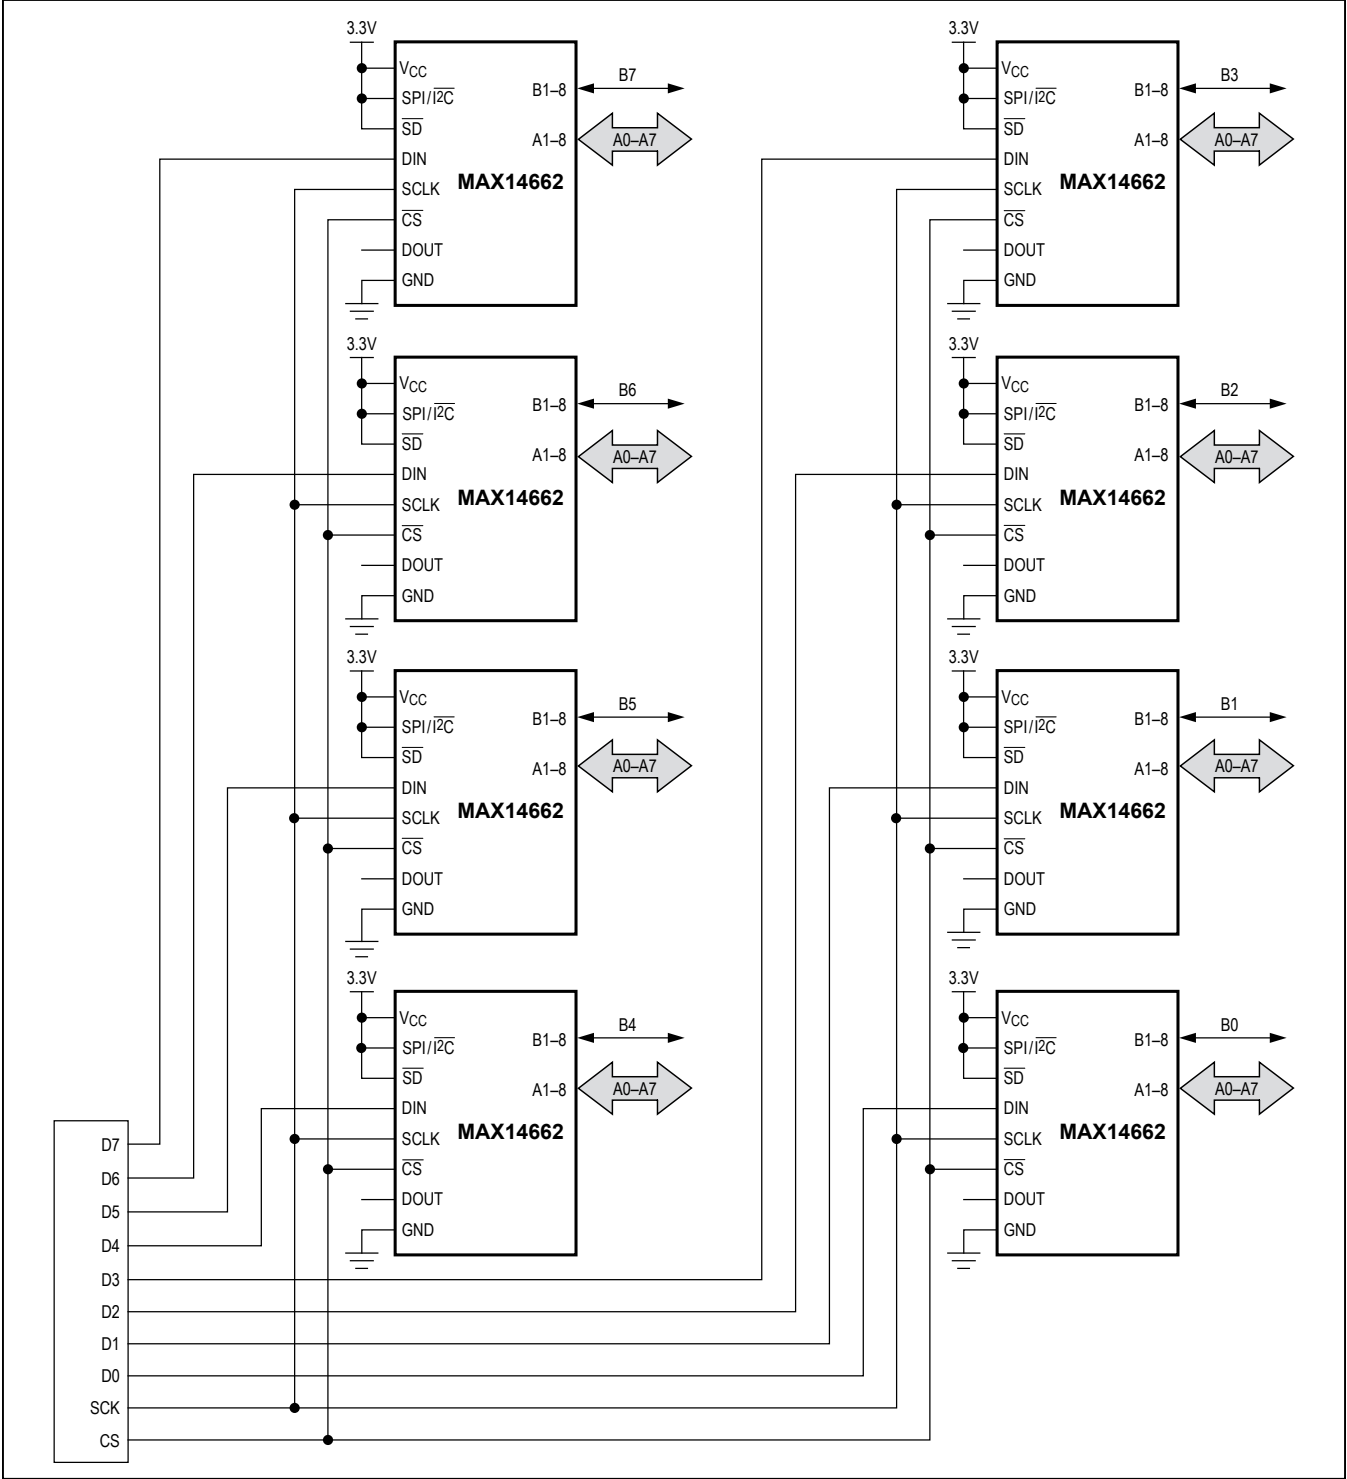 3.3V
VCC
SPI/I2C
SD
DIN
SCLK
CS
DOUT
GND
B1–8
A1–8
MAX14662
B7
A0–A7
3.3V
VCC
SPI/I2C
SD
DIN
SCLK
CS
DOUT
GND
B1–8
A1–8
MAX14662
B3
A0–A7
3.3V
VCC
SPI/I2C
SD
DIN
SCLK
CS
DOUT
GND
B1–8
A1–8
MAX14662
B6
A0–A7
3.3V
VCC
SPI/I2C
SD
DIN
SCLK
CS
DOUT
GND
B1–8
A1–8
MAX14662
B2
A0–A7
3.3V
VCC
SPI/I2C
SD
DIN
SCLK
CS
DOUT
GND
B1–8
A1–8
MAX14662
B5
A0–A7
3.3V
VCC
SPI/I2C
SD
DIN
SCLK
CS
DOUT
GND
B1–8
A1–8
MAX14662
B1
A0–A7
3.3V
VCC
SPI/I2C
SD
DIN
SCLK
CS
DOUT
GND
B1–8
A1–8
MAX14662
B4
A0–A7
3.3V
VCC
SPI/I2C
SD
DIN
SCLK
CS
DOUT
GND
B1–8
A1–8
MAX14662
B0
A0–A7
D7
D6
D5
D4
D3
D2
D1
D0
SCK
CS